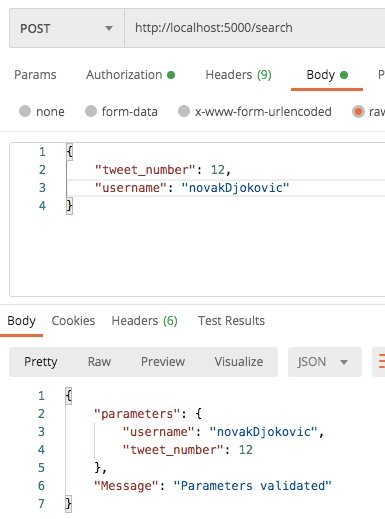 POST http://localhost:5000/search
Params Authorization Headers (9) Body P
none form-data x-www-form-urlencoded raw
1 {
2 "tweet_number": 12,
3 "username": "novakDjokovic"
4 }
Body Cookies Headers (6) Test Results
Pretty Raw Preview Visualize JSON
1 {
2 "parameters": {
3 "username": "novakDjokovic",
4 "tweet_number": 12
5 },
6 "Message": "Parameters validated"
7 }